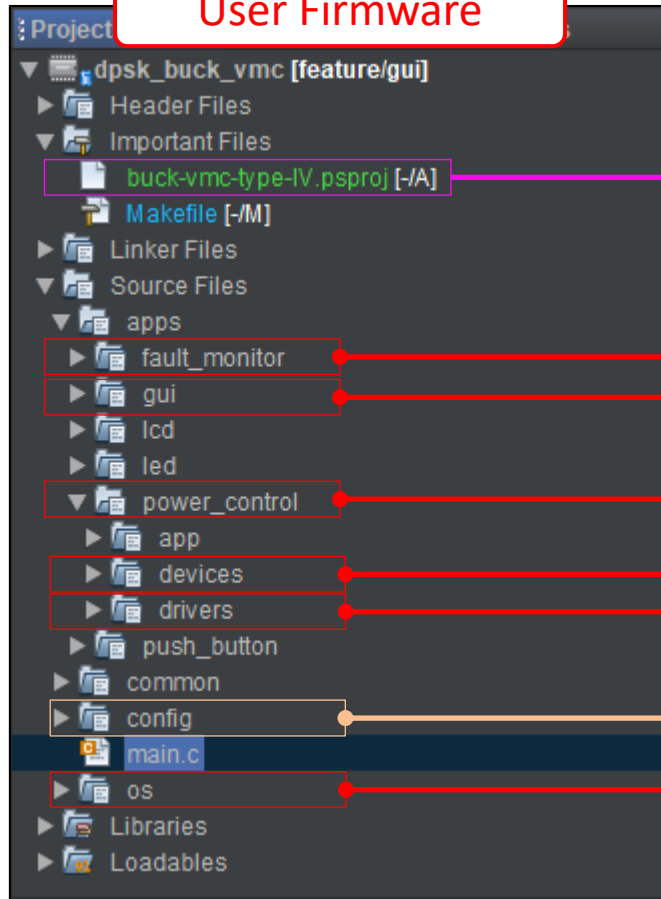 User Firmware
Project
dpsk_buck_vmc [feature/gui]
Header Files
Important Files
buck-vmc-type-IV.psproj [-/A]
Makefile [-/M]
Linker Files
Source Files
apps
fault_monitor
gui
lcd
led
power_control
app
devices
drivers
push_button
common
config
main.c
os
Libraries
Loadables